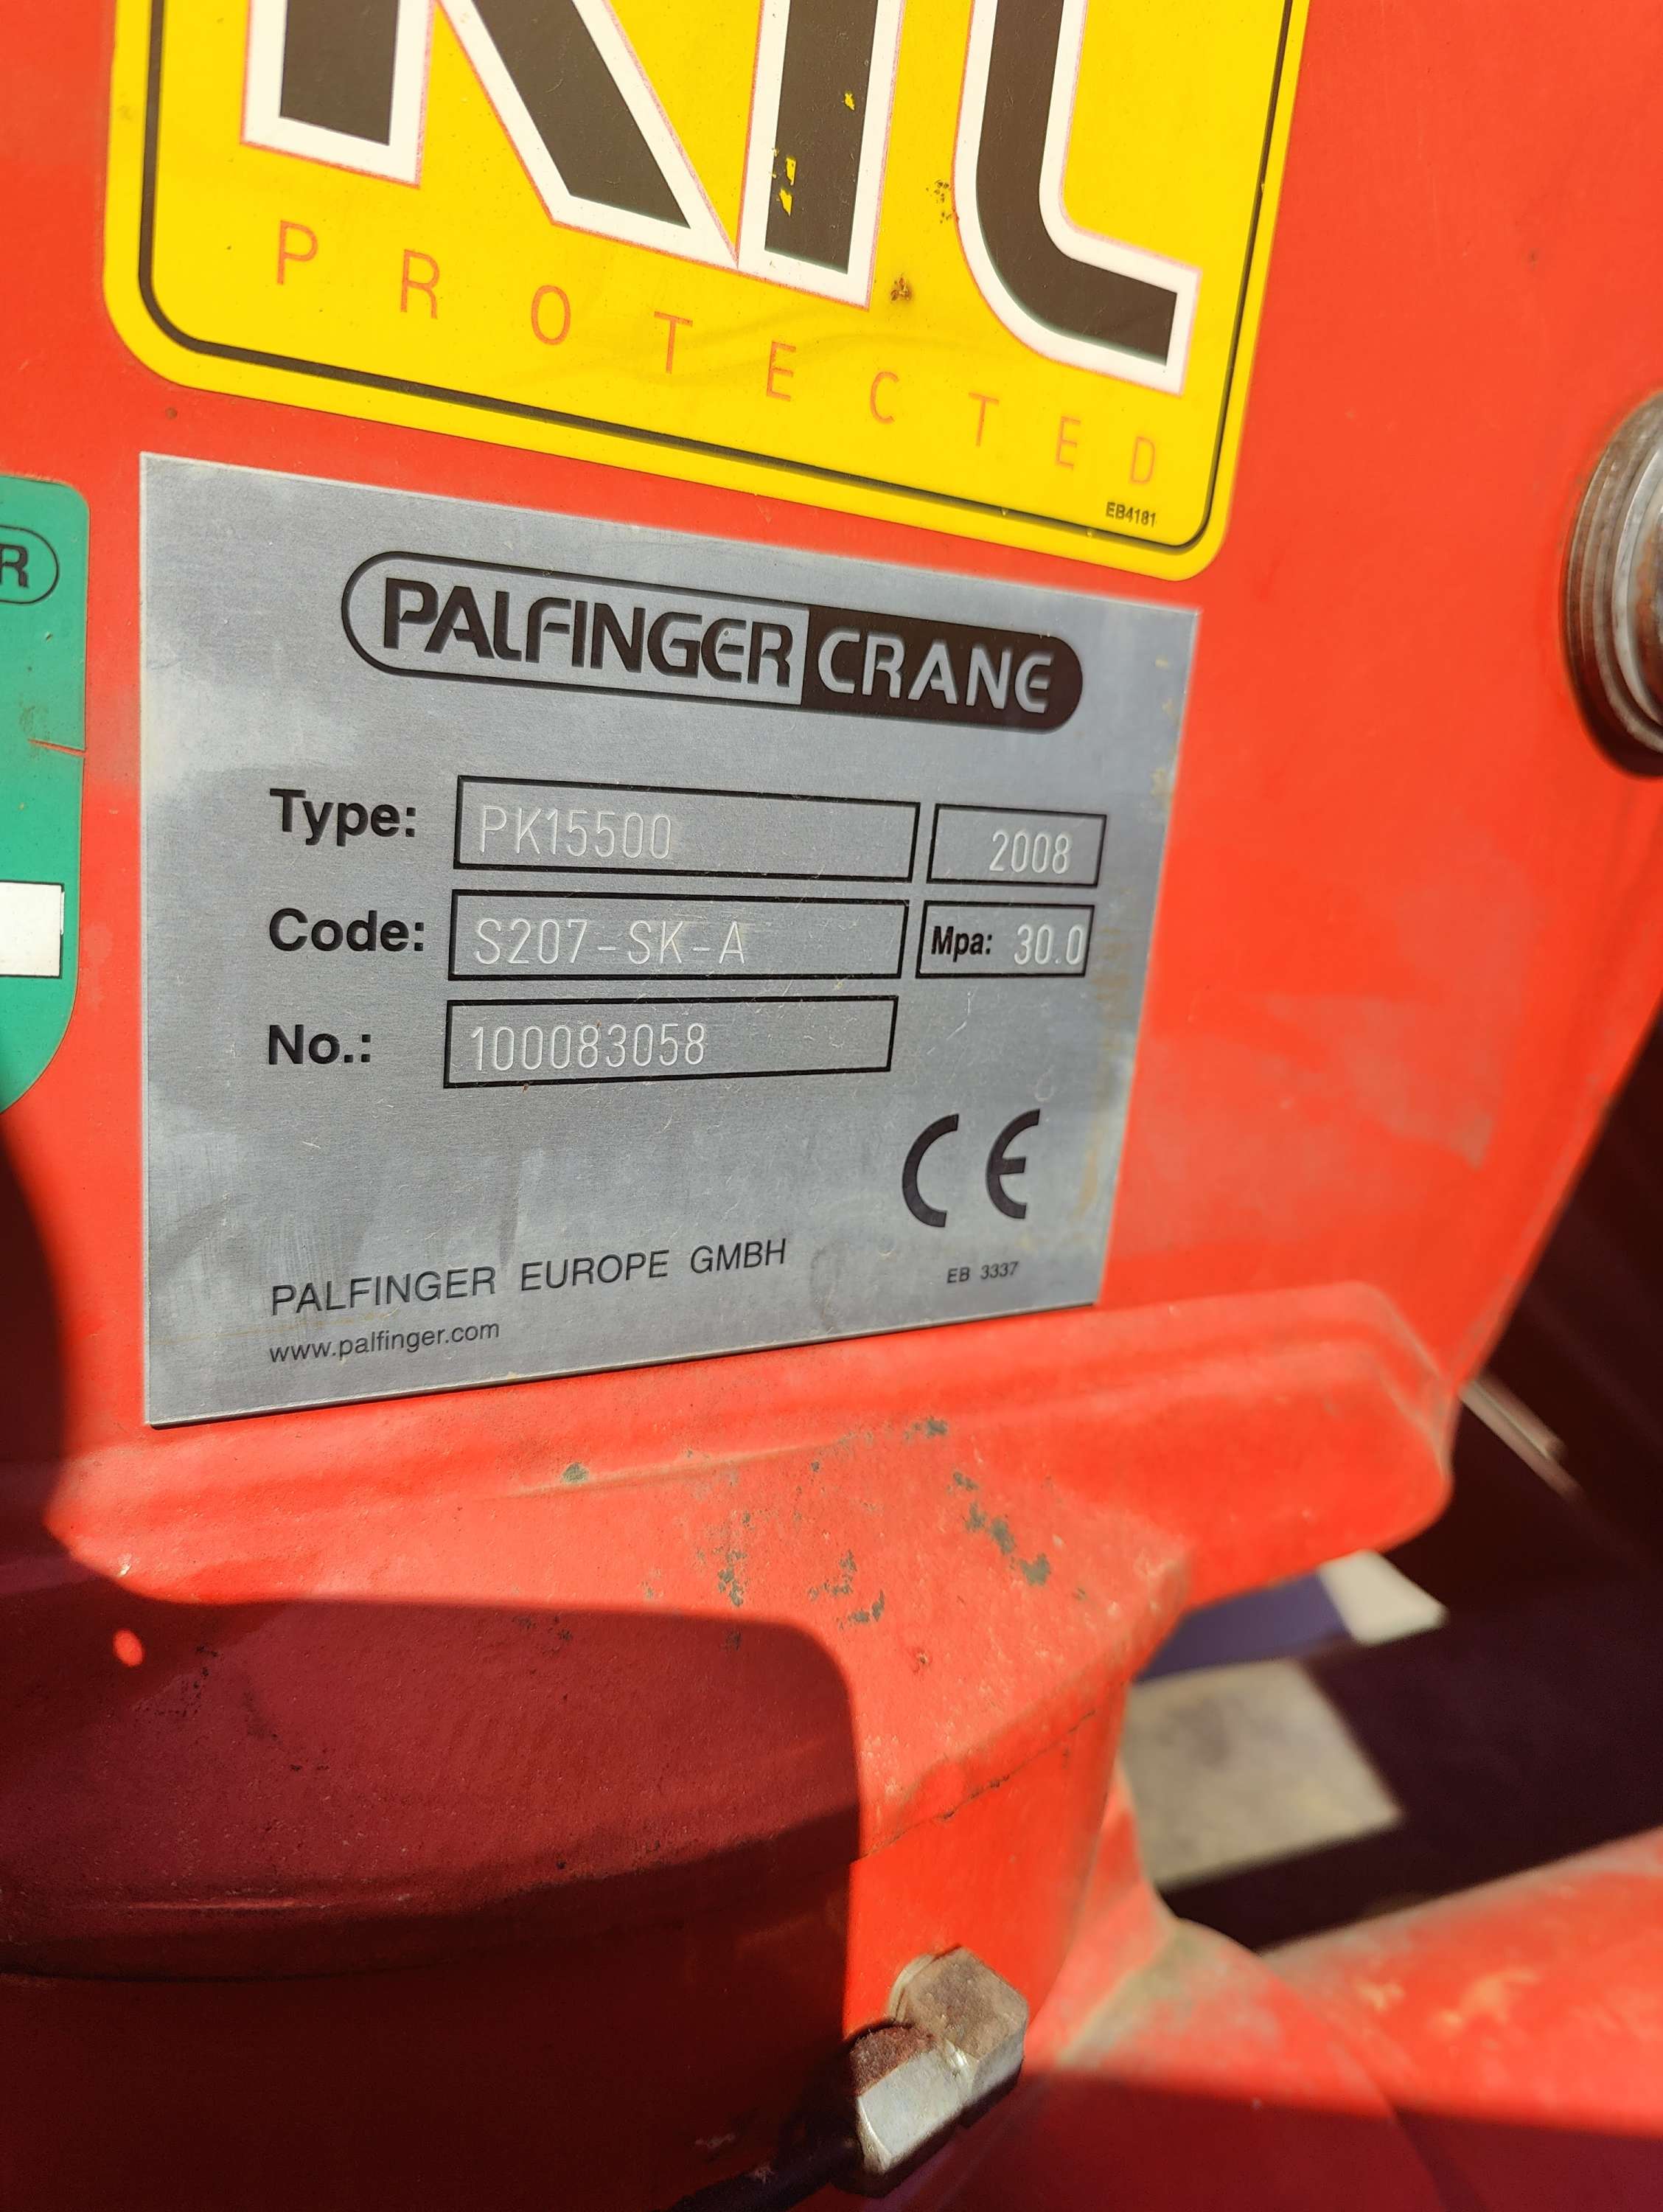 PROTECTED
EB4181
R
PALFINGER CRANE
Type: PK15500 2008
Code: S207-SK-A Mpa: 30.0
No.: 100083058
CE
PALFINGER EUROPE GMBH EB 3337
www.palfinger.com